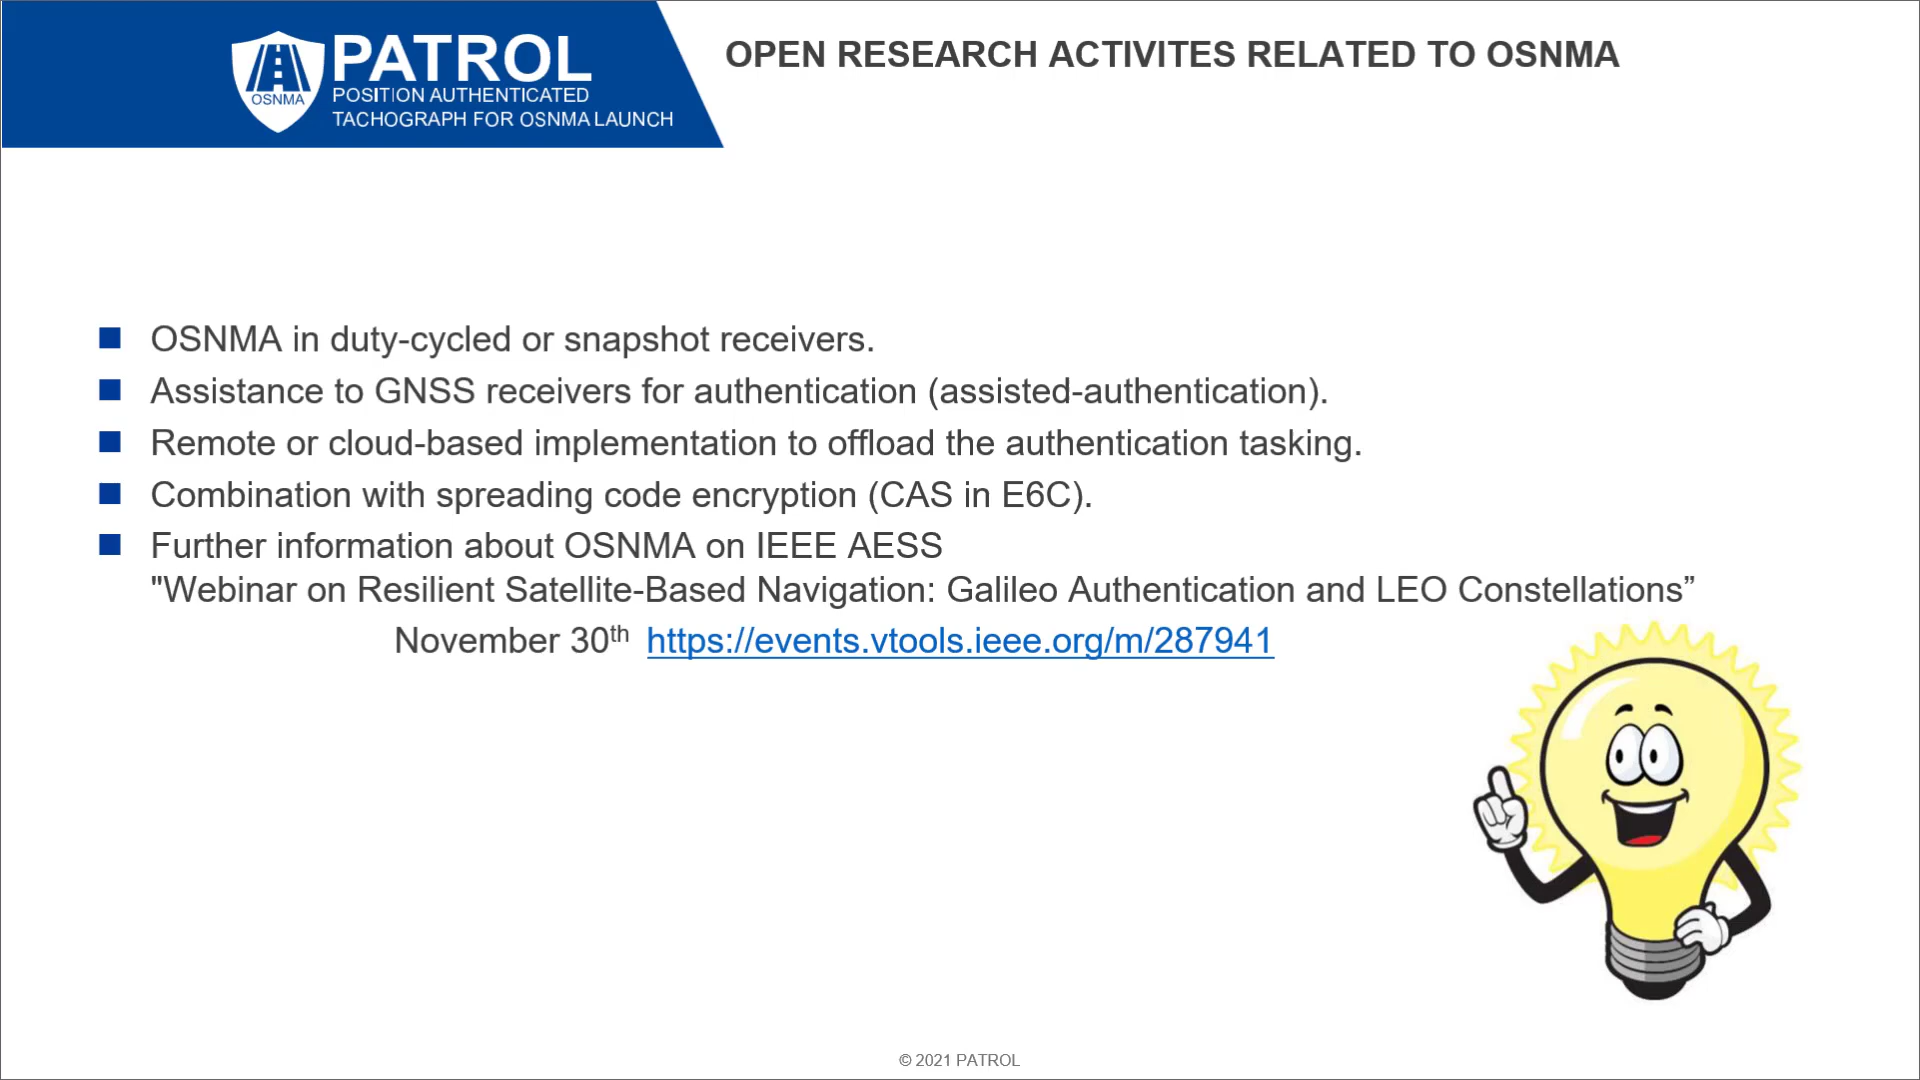 PATROL
POSITION AUTHENTICATED
TACHOGRAPH FOR OSNMA LAUNCH
OSNMA
OPEN RESEARCH ACTIVITES RELATED TO OSNMA
OSNMA in duty-cycled or snapshot receivers.
Assistance to GNSS receivers for authentication (assisted-authentication).
Remote or cloud-based implementation to offload the authentication tasking.
Combination with spreading code encryption (CAS in E6C).
Further information about OSNMA on IEEE AESS
"Webinar on Resilient Satellite-Based Navigation: Galileo Authentication and LEO Constellations”
November 30th https://events.vtools.ieee.org/m/287941
© 2021 PATROL